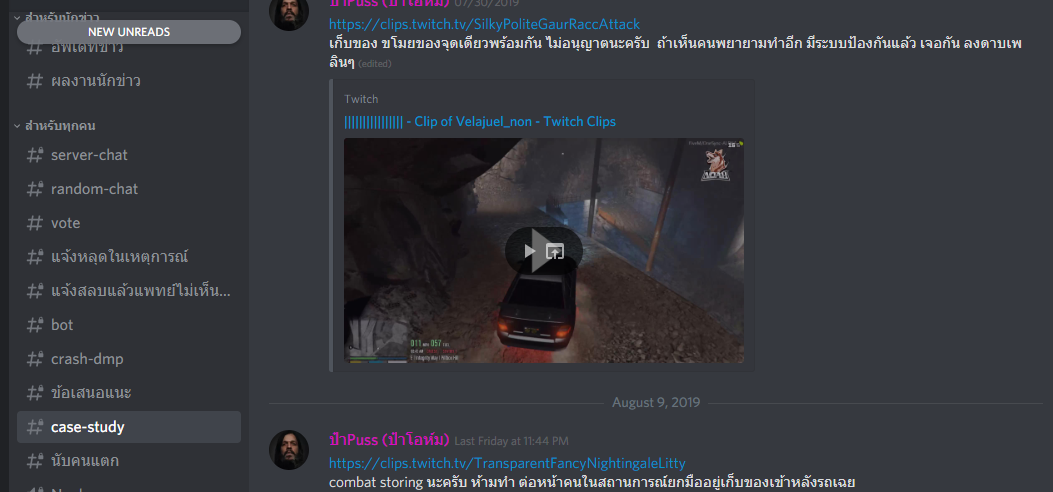 สำหรับนักข่าว
NEW UNREADS
อัพเดทข่าว
ผลงานนักข่าว
สำหรับทุกคน
server-chat
random-chat
vote
แจ้งหลุดในเหตุการณ์
แจ้งสลบแล้วแพทย์ไม่เห็น...
bot
crash-dmp
ข้อเสนอแนะ
case-study
นับคนแตก
ป๋าPuss (ป๋าโอห์ม) 07/30/2019
https://clips.twitch.tv/SilkyPoliteGaurRaccAttack
เก็บของ ขโมยของจุดเดียวพร้อมกัน ไม่อนุญาตนะครับ ถ้าเห็นคนพยายามทำอีก มีระบบป้องกันแล้ว เจอกัน ลงดาบเพ
ลินๆ (edited)
Twitch
|||||||||||||||| - Clip of Velajuel_non - Twitch Clips
011 MPH 057
August 9, 2019
ป๋าPuss (ป๋าโอห์ม) Last Friday at 11:44 PM
https://clips.twitch.tv/TransparentFancyNightingaleLitty
combat storing นะครับ ห้ามทำ ต่อหน้าคนในสถานการณ์ยกมืออยู่เก็บของเข้าหลังรถเฉย